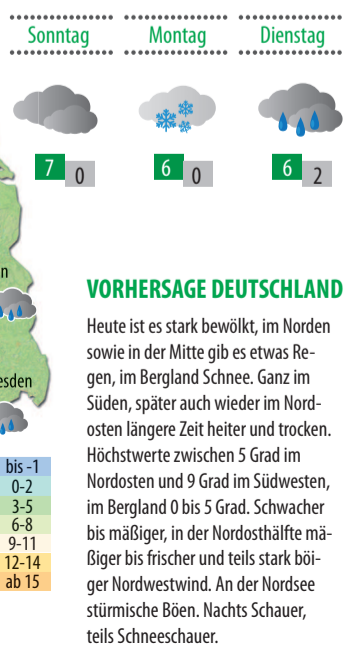 Sonntag Montag Dienstag
7 0 6 0 6 2
n
esden
bis -1
0-2
3-5
6-8
9-11
12-14
ab 15
VORHERSAGE DEUTSCHLAND
Heute ist es stark bewölkt, im Norden
sowie in der Mitte gib es etwas Re-
gen, im Bergland Schnee. Ganz im
Süden, später auch wieder im Nord-
osten längere Zeit heiter und trocken.
Höchstwerte zwischen 5 Grad im
Nordosten und 9 Grad im Südwesten,
im Bergland 0 bis 5 Grad. Schwacher
bis mäßiger, in der Nordosthälfte mä-
ßiger bis frischer und teils stark böi-
ger Nordwestwind. An der Nordsee
stürmische Böen. Nachts Schauer,
teils Schneeschauer.